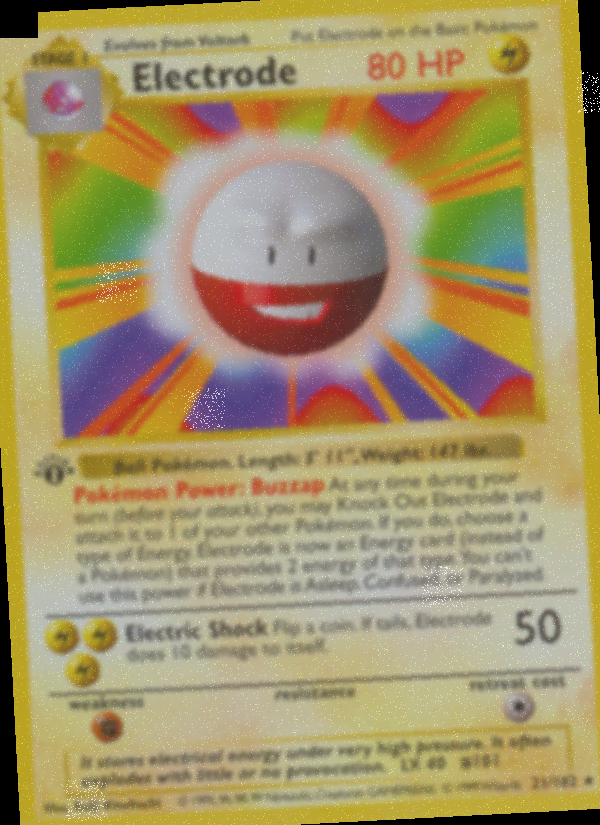 Evolves from Voltorb Put Electrode on the Basic Pokémon
STAGE 1
Electrode 80 HP
Ball Pokémon. Length: 3' 11", Weight: 147 lbs.
Pokémon Power: Buzzap At any time during your
turn (before your attack), you may Knock Out Electrode and
attach it to 1 of your other Pokémon. If you do, choose a
type of Energy. Electrode is now an Energy card (instead of
a Pokémon) that provides 2 energy of that type. You can't
use this power if Electrode is Asleep, Confused, or Paralyzed.
Electric Shock Flip a coin. If tails, Electrode 50
does 10 damage to itself.
weakness resistance retreat cost
It stores electrical energy under very high pressure. It often
explodes with little or no provocation. LV. 40 #101
21/102